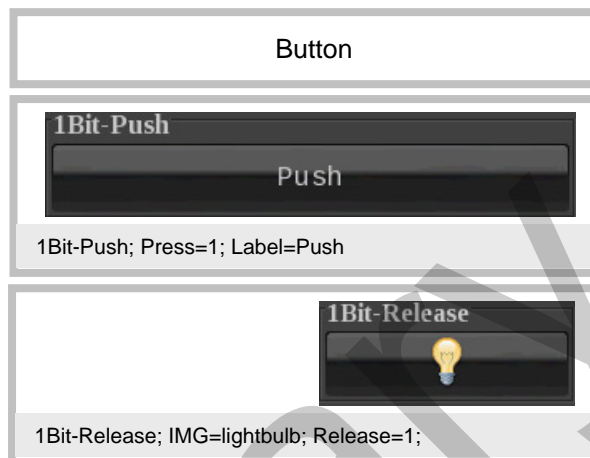 Button
1Bit-Push
Push
1Bit-Push; Press=1; Label=Push
1Bit-Release
1Bit-Release; IMG=lightbulb; Release=1;